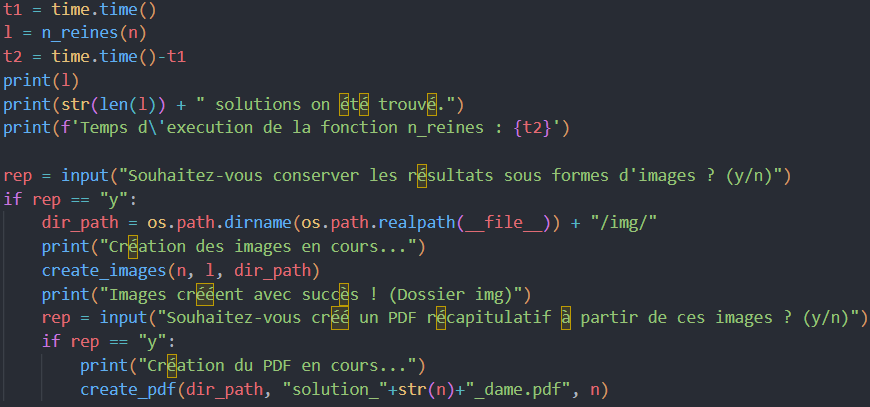 t1 = time.time()
l = n_reines(n)
t2 = time.time()-t1
print(l)
print(str(len(l)) + " solutions on été trouvé.")
print(f'Temps d\'execution de la fonction n_reines : {t2}')
rep = input("Souhaitez-vous conserver les résultats sous formes d'images ? (y/n)")
if rep == "y":
    dir_path = os.path.dirname(os.path.realpath(__file__)) + "/img/"
    print("Création des images en cours...")
    create_images(n, l, dir_path)
    print("Images crééent avec succès ! (Dossier img)")
    rep = input("Souhaitez-vous créé un PDF récapitulatif à partir de ces images ? (y/n)")
    if rep == "y":
        print("Création du PDF en cours...")
        create_pdf(dir_path, "solution_"+str(n)+"_dame.pdf", n)